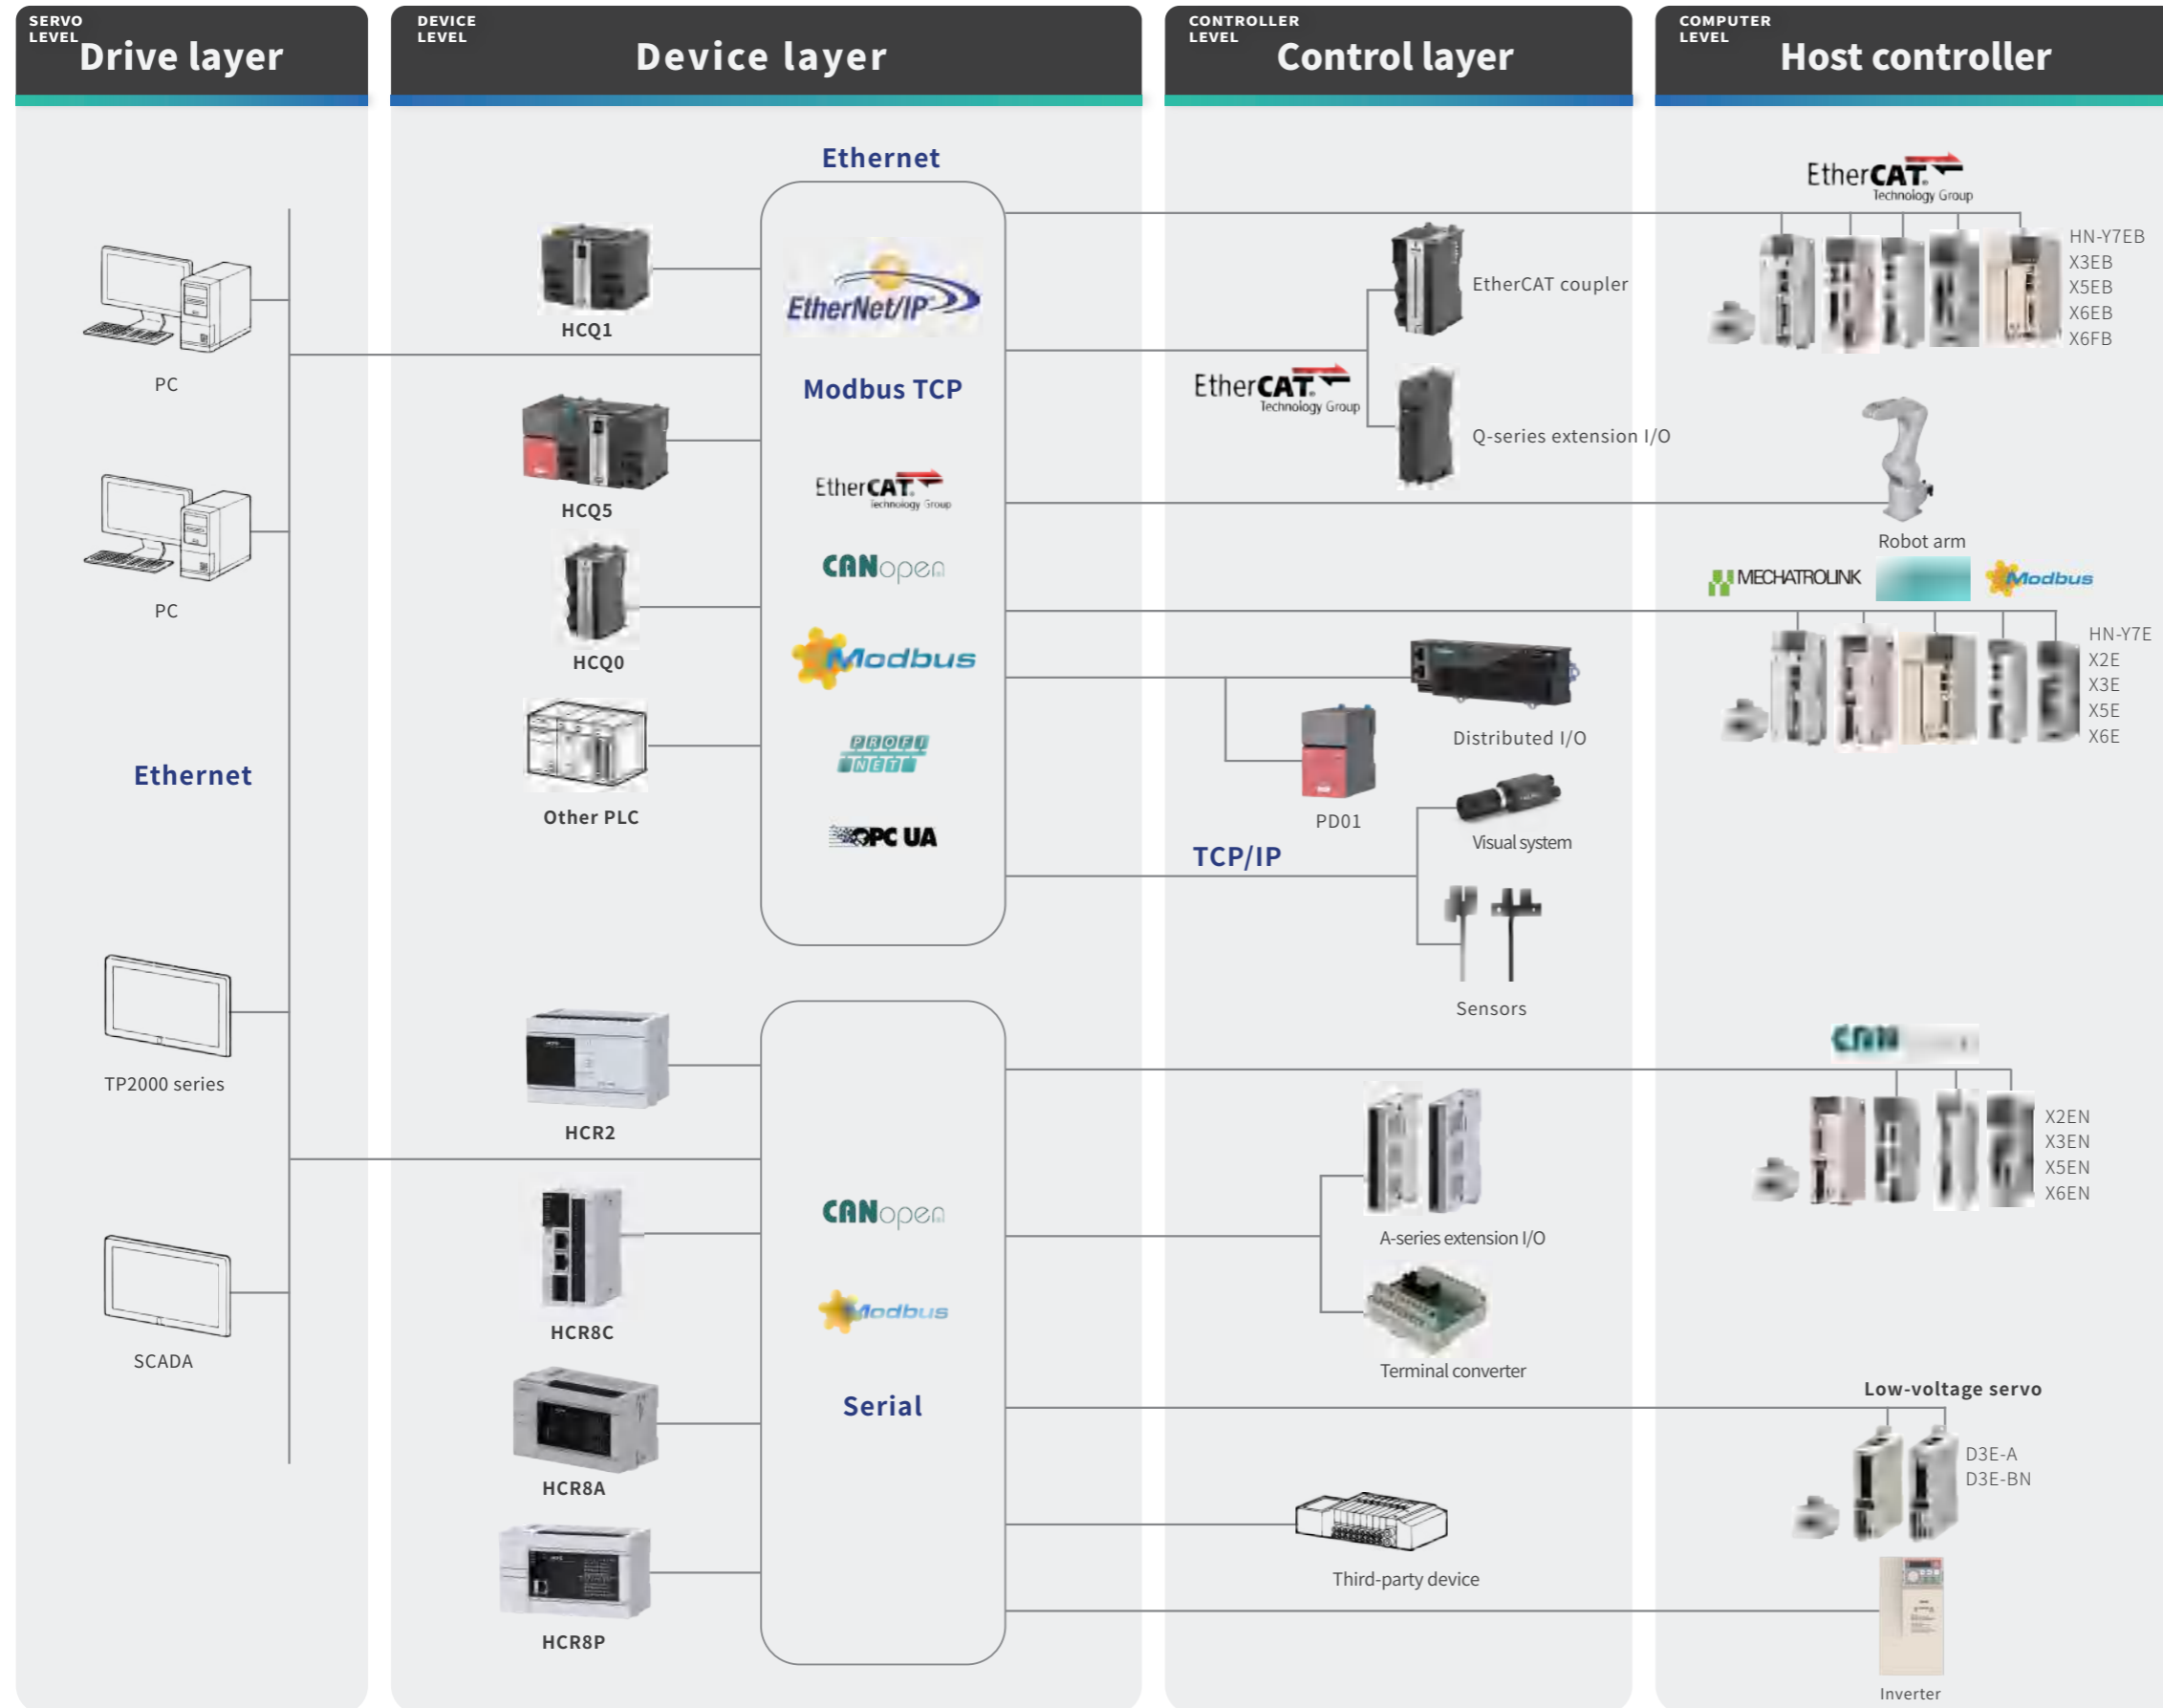 SERVO
LEVEL
Drive layer
DEVICE
LEVEL
Device layer
CONTROLLER
LEVEL
Control layer
COMPUTER
LEVEL
Host controller
PC
PC
Ethernet
TP2000 series
SCADA
HCQ1
HCQ5
HCQ0
Other PLC
HCR2
HCR8C
HCR8A
HCR8P
Ethernet
EtherNet/IP
Modbus TCP
EtherCAT®
Technology Group
CANopen
Modbus
PROFI
NET
OPC UA
CANopen
Modbus
Serial
EtherCAT®
Technology Group
EtherCAT coupler
Q-series extension I/O
Distributed I/O
PD01
TCP/IP
Visual system
Sensors
A-series extension I/O
Terminal converter
Third-party device
EtherCAT®
Technology Group
HN-Y7EB
X3EB
X5EB
X6EB
X6FB
Robot arm
MECHATROLINK
Modbus
HN-Y7E
X2E
X3E
X5E
X6E
CAN
X2EN
X3EN
X5EN
X6EN
Low-voltage servo
D3E-A
D3E-BN
Inverter